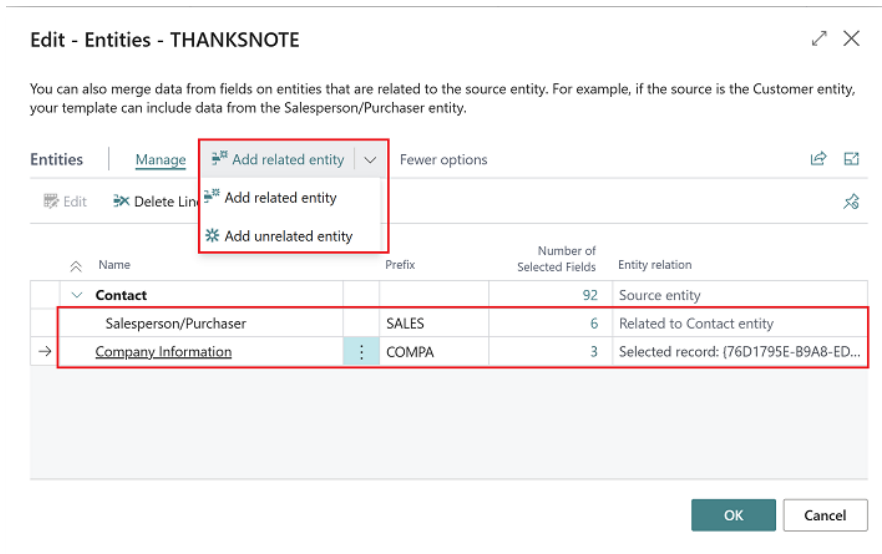 Edit - Entities - THANKSNOTE
You can also merge data from fields on entities that are related to the source entity. For example, if the source is the Customer entity,
your template can include data from the Salesperson/Purchaser entity.
Entities Manage Add related entity Fewer options
Edit Delete Lin
Add related entity
Add unrelated entity
Name Prefix Number of Selected Fields Entity relation
Contact 92 Source entity
Salesperson/Purchaser SALES 6 Related to Contact entity
Company Information COMPA 3 Selected record: {76D1795E-B9A8-ED...
OK Cancel